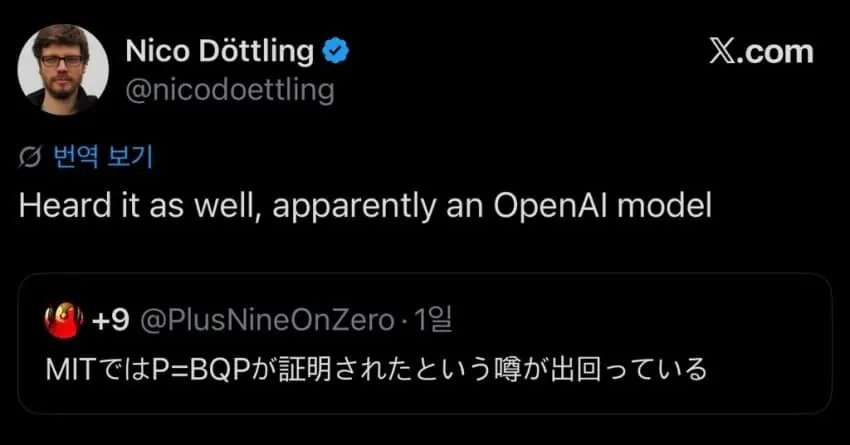 Nico Döttling
X.com
@nicodoettling
번역 보기
Heard it as well, apparently an OpenAI model
+9 @PlusNineOnZero · 1일
MITではP=BQPが証明されたという噂が出回っている